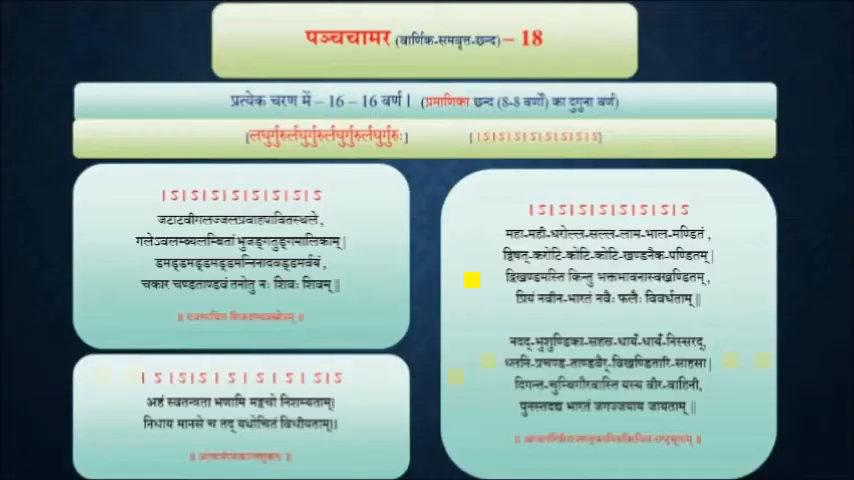 पञ्चचामर (वार्णिक-समवृत्त-छन्द) – 18
प्रत्येक चरण में – 16 – 16 वर्ण। (प्रमाणिका छन्द (8-8 वर्णों) का दुगुना वर्ण)
[लघुर्गुरुर्लघुर्गुरुर्लघुर्गुरुर्लघुर्गुरुः] [।ऽ।ऽ।ऽ।ऽ।ऽ।ऽ।ऽ।ऽ]
।ऽ।ऽ।ऽ।ऽ।ऽ।ऽ।ऽ।ऽ
जटाटवीगलज्जलप्रवाहपावितस्थले,
गलेऽवलम्ब्यलम्बितां भुजङ्गतुङ्गमालिकाम्।
डमड्डमड्डमड्डमन्निनादवड्डमर्वयं,
चकार चण्डताण्डवं तनोतु नः शिवः शिवम्॥
।ऽ।ऽ।ऽ।ऽ।ऽ।ऽ।ऽ।ऽ
अहं स्वतन्त्रता भणामि मद्वचो निशम्यताम्।
निधाय मानसे च तद् यथोचितं विधीयताम्॥
।ऽ।ऽ।ऽ।ऽ।ऽ।ऽ।ऽ।ऽ
महा-मही-धरोल्ल-सल्ल-लाम-भाल-मण्डितं,
द्विषत्-करोटि-कोटि-कोटि-खण्डनैक-पण्डितम्।
द्विखण्डमस्ति किन्तु भक्तभावनास्वखण्डितम्,
प्रियं नवीन-भारतं नवैः फलैः विवर्धताम्॥
नदद्-भुशुण्डिका-सहस्र-धायँ-धायँ-निस्सरद्,
ध्वनि-प्रचण्ड-ताण्डवैर्-विखण्डितारि-साहसा।
दिगन्त-चुम्बिगौरवास्ति यस्य वीर-वाहिनी,
पुनस्तदद्य भारतं जगज्जयाय जायताम्॥